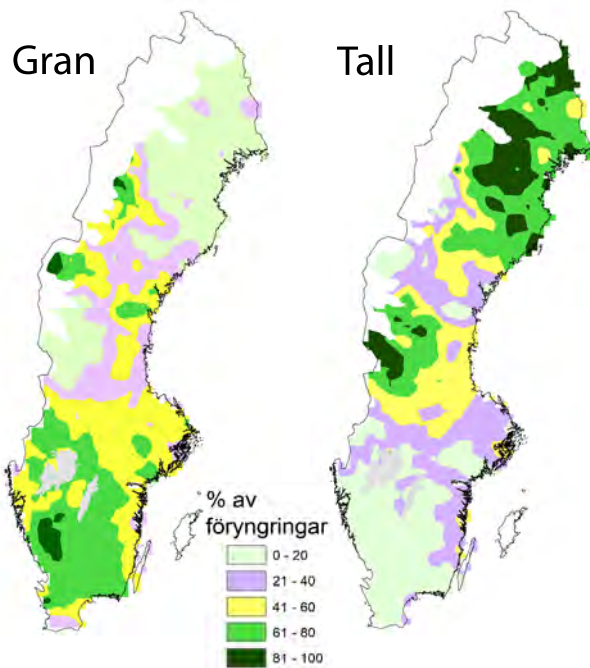 Gran
Tall
% av
föryngringar
0 - 20
21 - 40
41 - 60
61 - 80
81 - 100